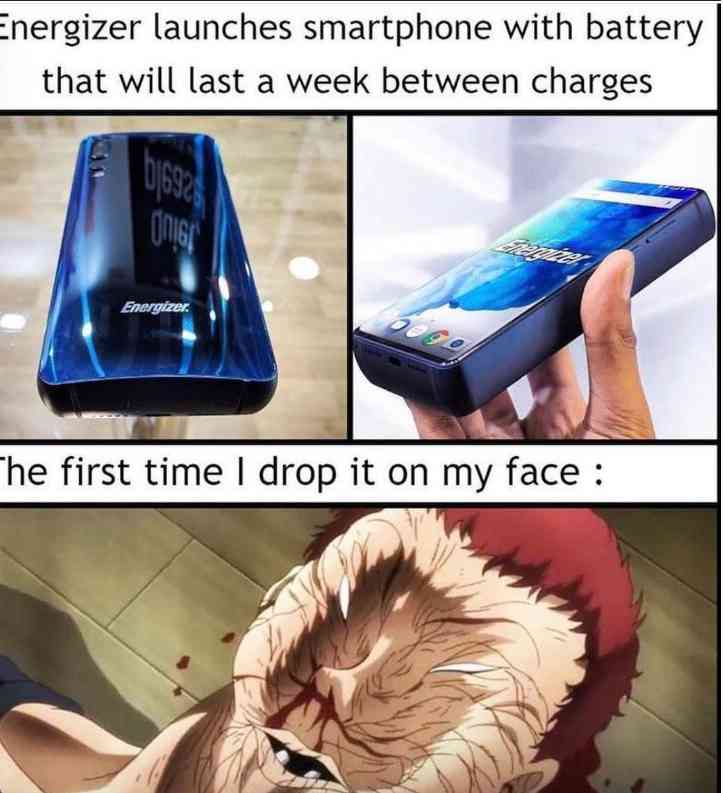 Energizer launches smartphone with battery
that will last a week between charges
Energizer.
Energizer
The first time I drop it on my face :